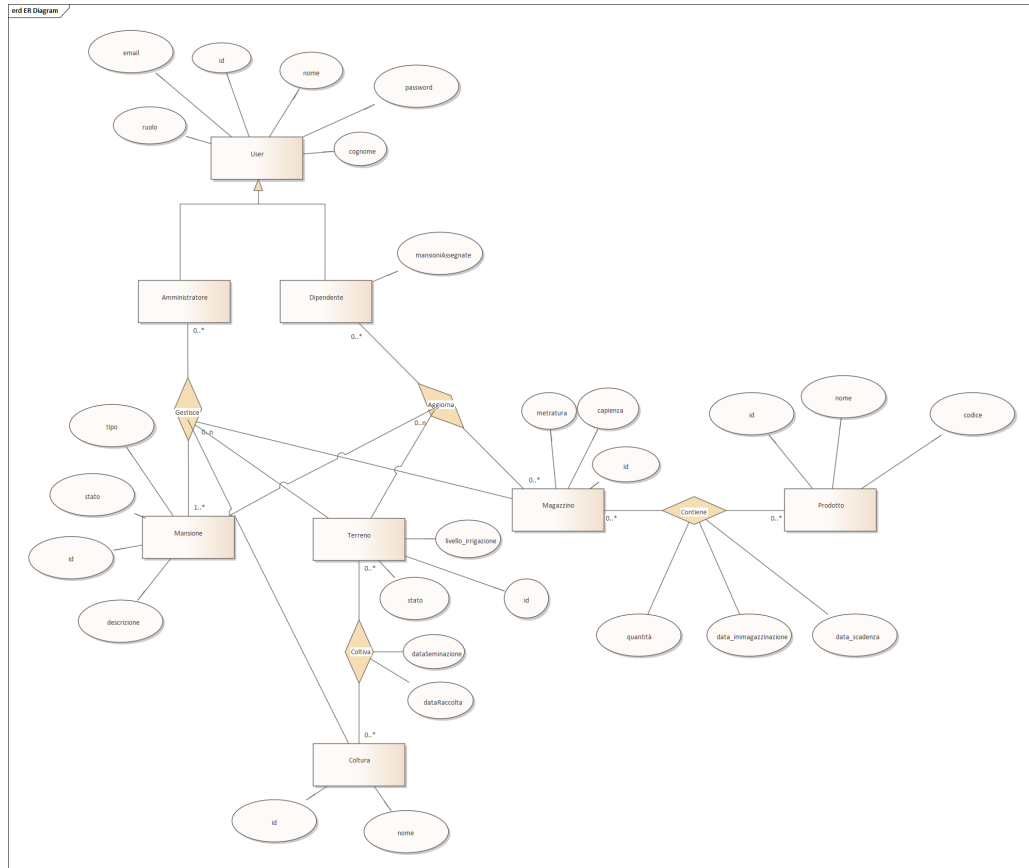 erd ER Diagram
email
id
nome
password
ruolo
cognome
User
mansioniAssegnate
Amministratore
Dipendente
0..*
0..*
Gestisce
0..n
Aggiorna
0..n
tipo
stato
id
descrizione
1..*
Mansione
metratura
capienza
id
0..*
Magazzino
0..*
Contiene
0..*
id
nome
codice
Prodotto
quantità
data_immagazzinazione
data_scadenza
Terreno
livello_irrigazione
stato
id
0..*
Coltiva
dataSeminazione
dataRaccolta
0..*
Coltura
id
nome